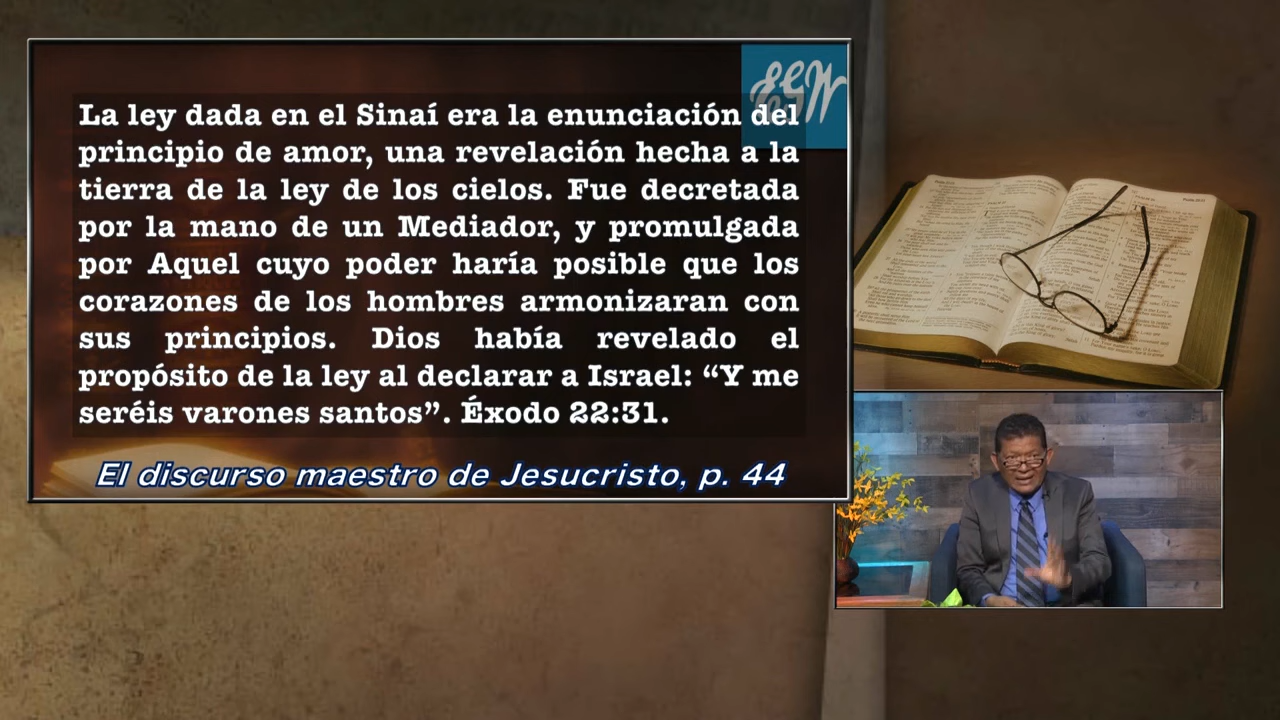 EGW
La ley dada en el Sinaí era la enunciación del
principio de amor, una revelación hecha a la
tierra de la ley de los cielos. Fue decretada
por la mano de un Mediador, y promulgada
por Aquel cuyo poder haría posible que los
corazones de los hombres armonizaran con
sus principios. Dios había revelado el
propósito de la ley al declarar a Israel: “Y me
seréis varones santos”. Éxodo 22:31.
El discurso maestro de Jesucristo, p. 44